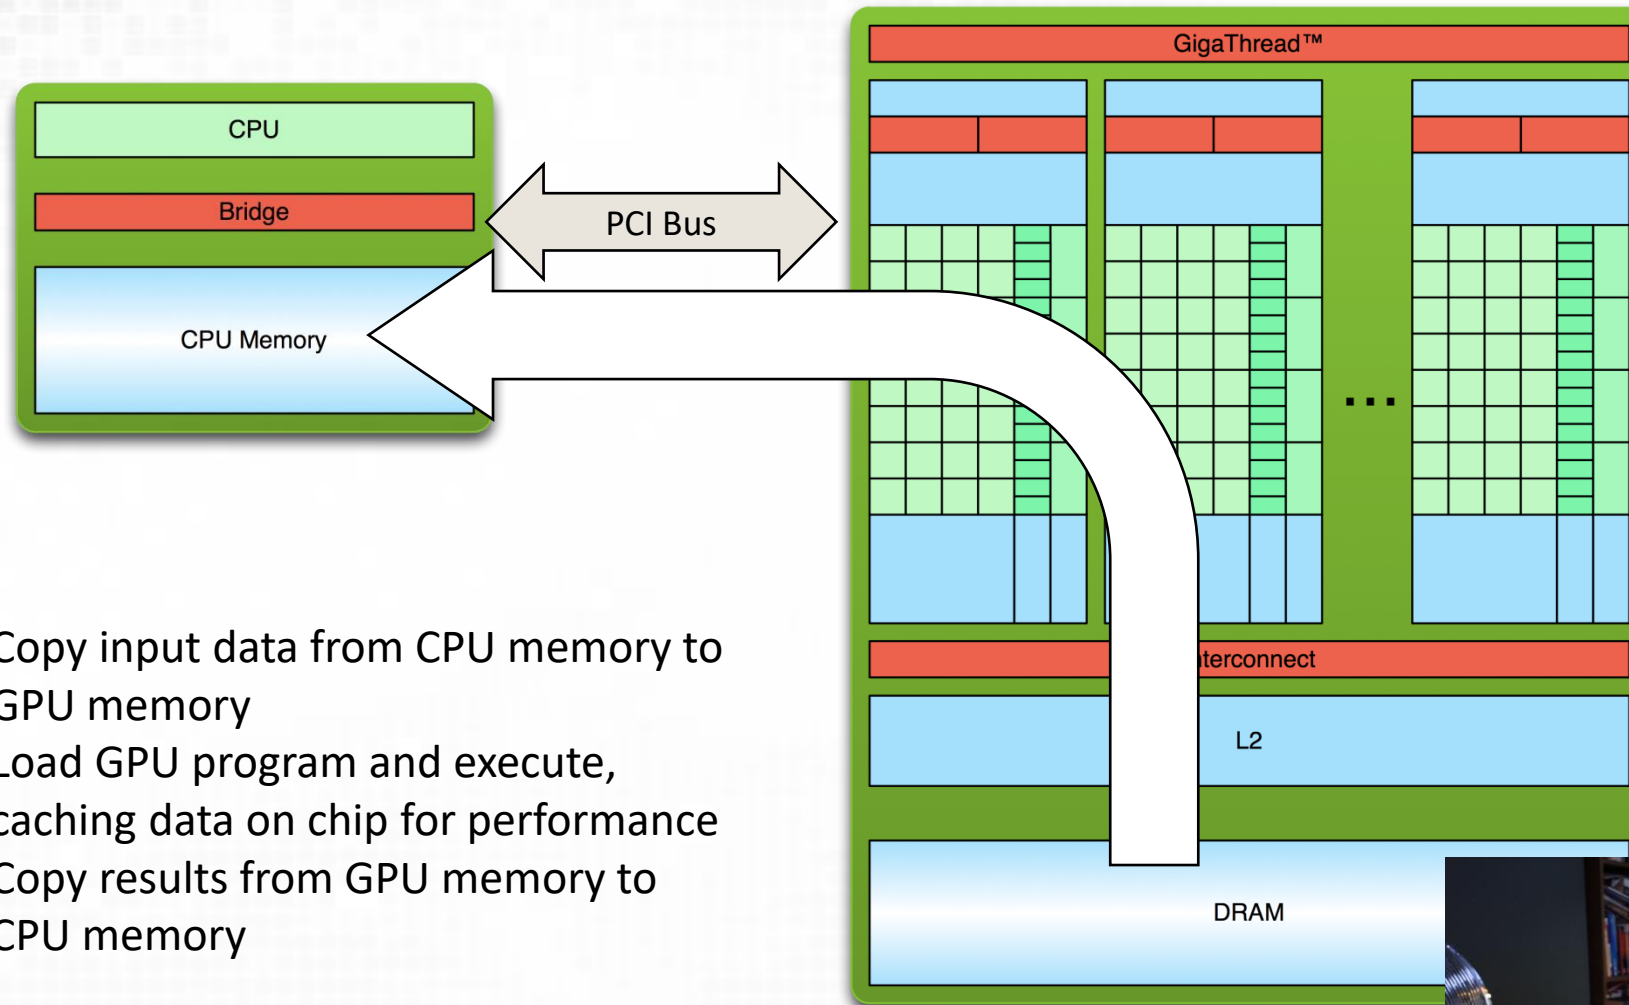 GigaThread™
CPU
Bridge
PCI Bus
CPU Memory
...
nterconnect
L2
DRAM
Copy input data from CPU memory to
GPU memory
Load GPU program and execute,
caching data on chip for performance
Copy results from GPU memory to
CPU memory